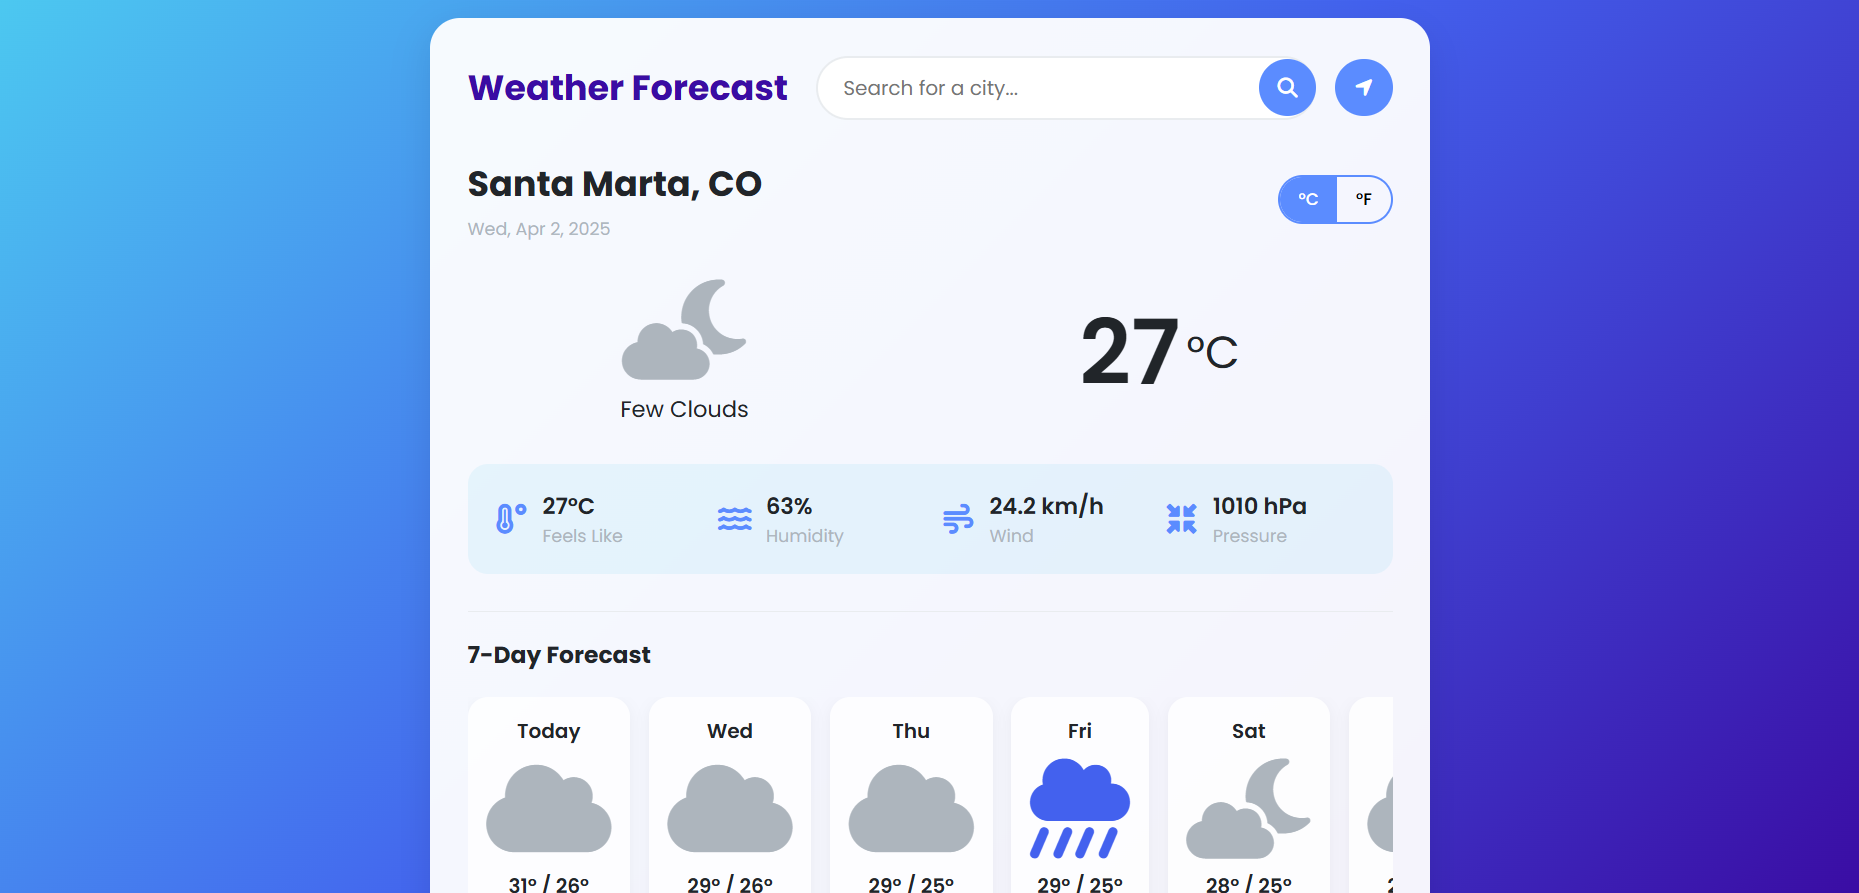 Weather Forecast
Search for a city...
Santa Marta, CO
°C °F
Wed, Apr 2, 2025
27 °C
Few Clouds
27°C 63% 24.2 km/h 1010 hPa
Feels Like Humidity Wind Pressure
7-Day Forecast
Today Wed Thu Fri Sat
31° / 26° 29° / 26° 29° / 25° 29° / 25° 28° / 25°